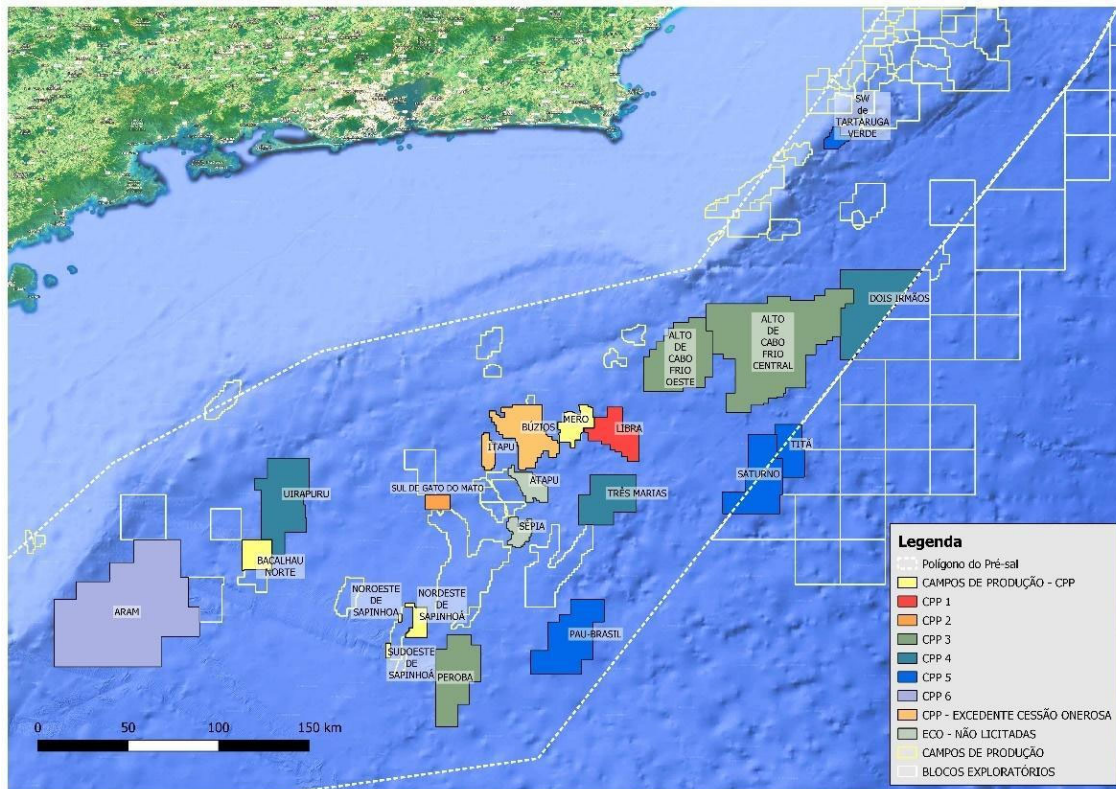 SW
de
TARTARUGA
VERDE
DOIS IRMÃOS
ALTO
DE
CABO
FRIO
CENTRAL
ALTO
DE
CABO
FRIO
OESTE
MERO
BÚZIOS
LIBRA
ITAPU
TITÃ
SATURNO
ATAPU
SUL DE GATO DO MATO
UIRAPURU
TRÊS MARIAS
SÉPIA
BACALHAU
NORTE
NOROESTE
DE
SAPINHOÁ
NORDESTE
DE
SAPINHOÁ
ARAM
PAU-BRASIL
SUDOESTE
DE
SAPINHOÁ
PEROBA
0 50 100 150 km
Legenda
Polígono do Pré-sal
CAMPOS DE PRODUÇÃO - CPP
CPP 1
CPP 2
CPP 3
CPP 4
CPP 5
CPP 6
CPP - EXCEDENTE CESSÃO ONEROSA
ECO - NÃO LICITADAS
CAMPOS DE PRODUÇÃO
BLOCOS EXPLORATÓRIOS